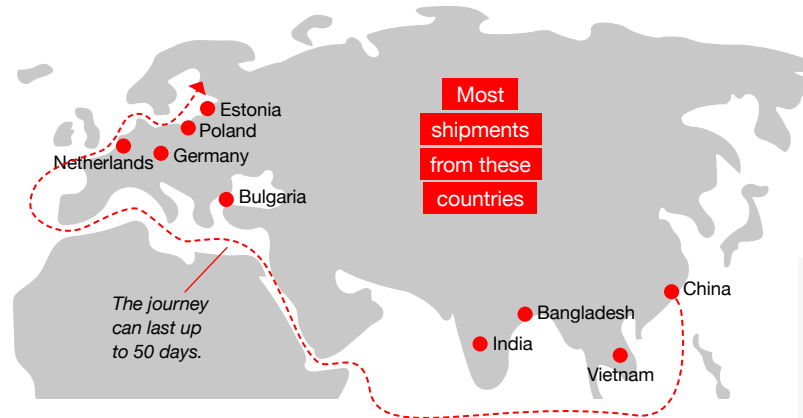 Most
shipments
from these
countries
Estonia
Poland
Netherlands
Germany
Bulgaria
The journey
can last up
to 50 days.
China
Bangladesh
India
Vietnam